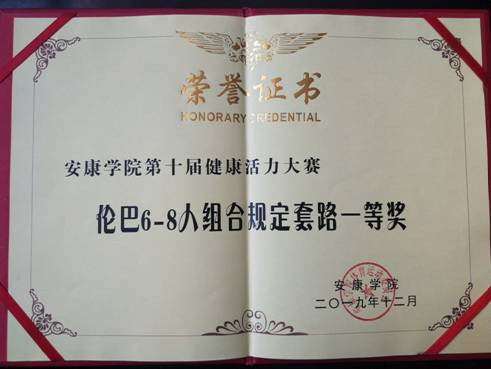 荣誉证书
HONORARY CREDENTIAL
安康学院第十届健康活力大赛
伦巴6-8人组合规定套路一等奖
安康学院
二〇一九年十二月